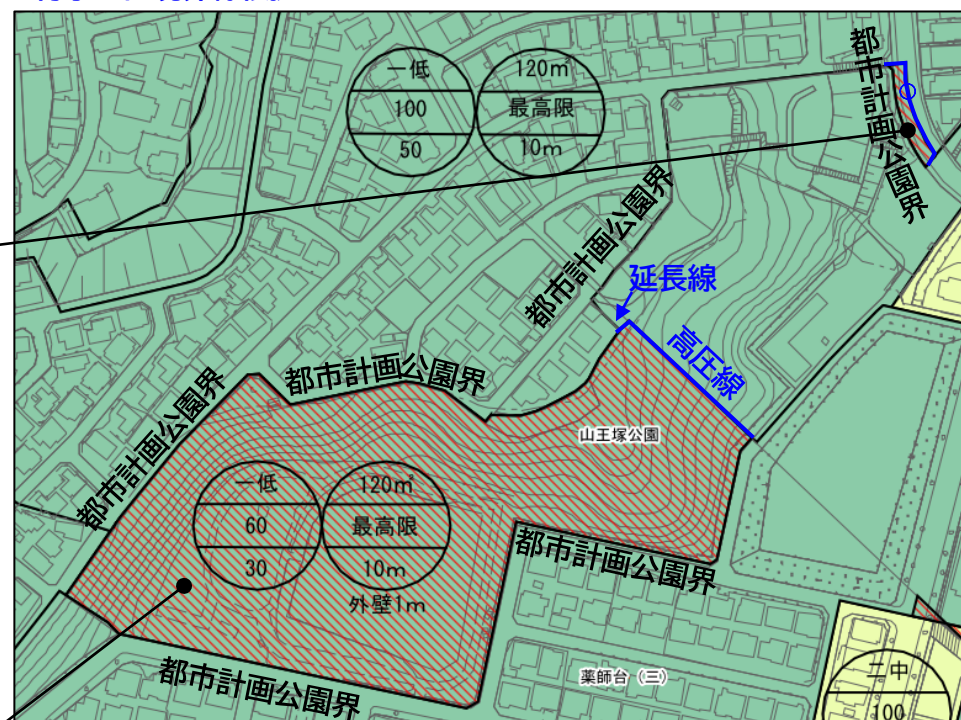 一低
100
50
120㎡
最高限
10m
都市計画公園界
都市計画公園界
延長線
高圧線
都市計画公園界
都市計画公園界
山王塚公園
一低
60
30
120㎡
最高限
10m
外壁1m
都市計画公園界
都市計画公園界
薬師台(三)
二中
100